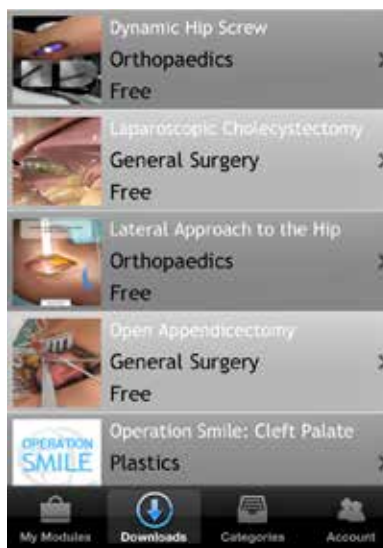 Dynamic Hip Screw
Orthopaedics
Free
Laparoscopic Cholecystectomy
General Surgery
Free
Lateral Approach to the Hip
Orthopaedics
Free
Open Appendicectomy
General Surgery
Free
OPERATION
SMILE
Operation Smile: Cleft Palate
Plastics
My Modules
Downloads
Categories
Account